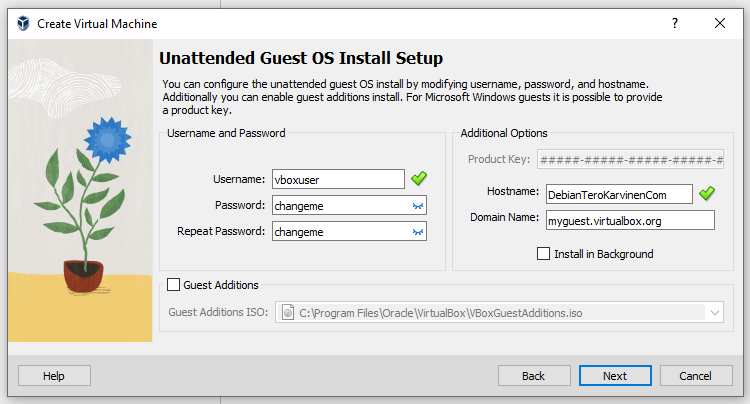 Create Virtual Machine
Unattended Guest OS Install Setup
You can configure the unattended guest OS install by modifying username, password, and hostname.
Additionally you can enable guest additions install. For Microsoft Windows guests it is possible to provide
a product key.
Username and Password
Username: vboxuser
Password: changeme
Repeat Password: changeme
Additional Options
Product Key: #####-#####-#####-#####-#
Hostname: DebianTeroKarvinenCom
Domain Name: myguest.virtualbox.org
Install in Background
Guest Additions
Guest Additions ISO: C:\Program Files\Oracle\VirtualBox\VBoxGuestAdditions.iso
Help
Back
Next
Cancel